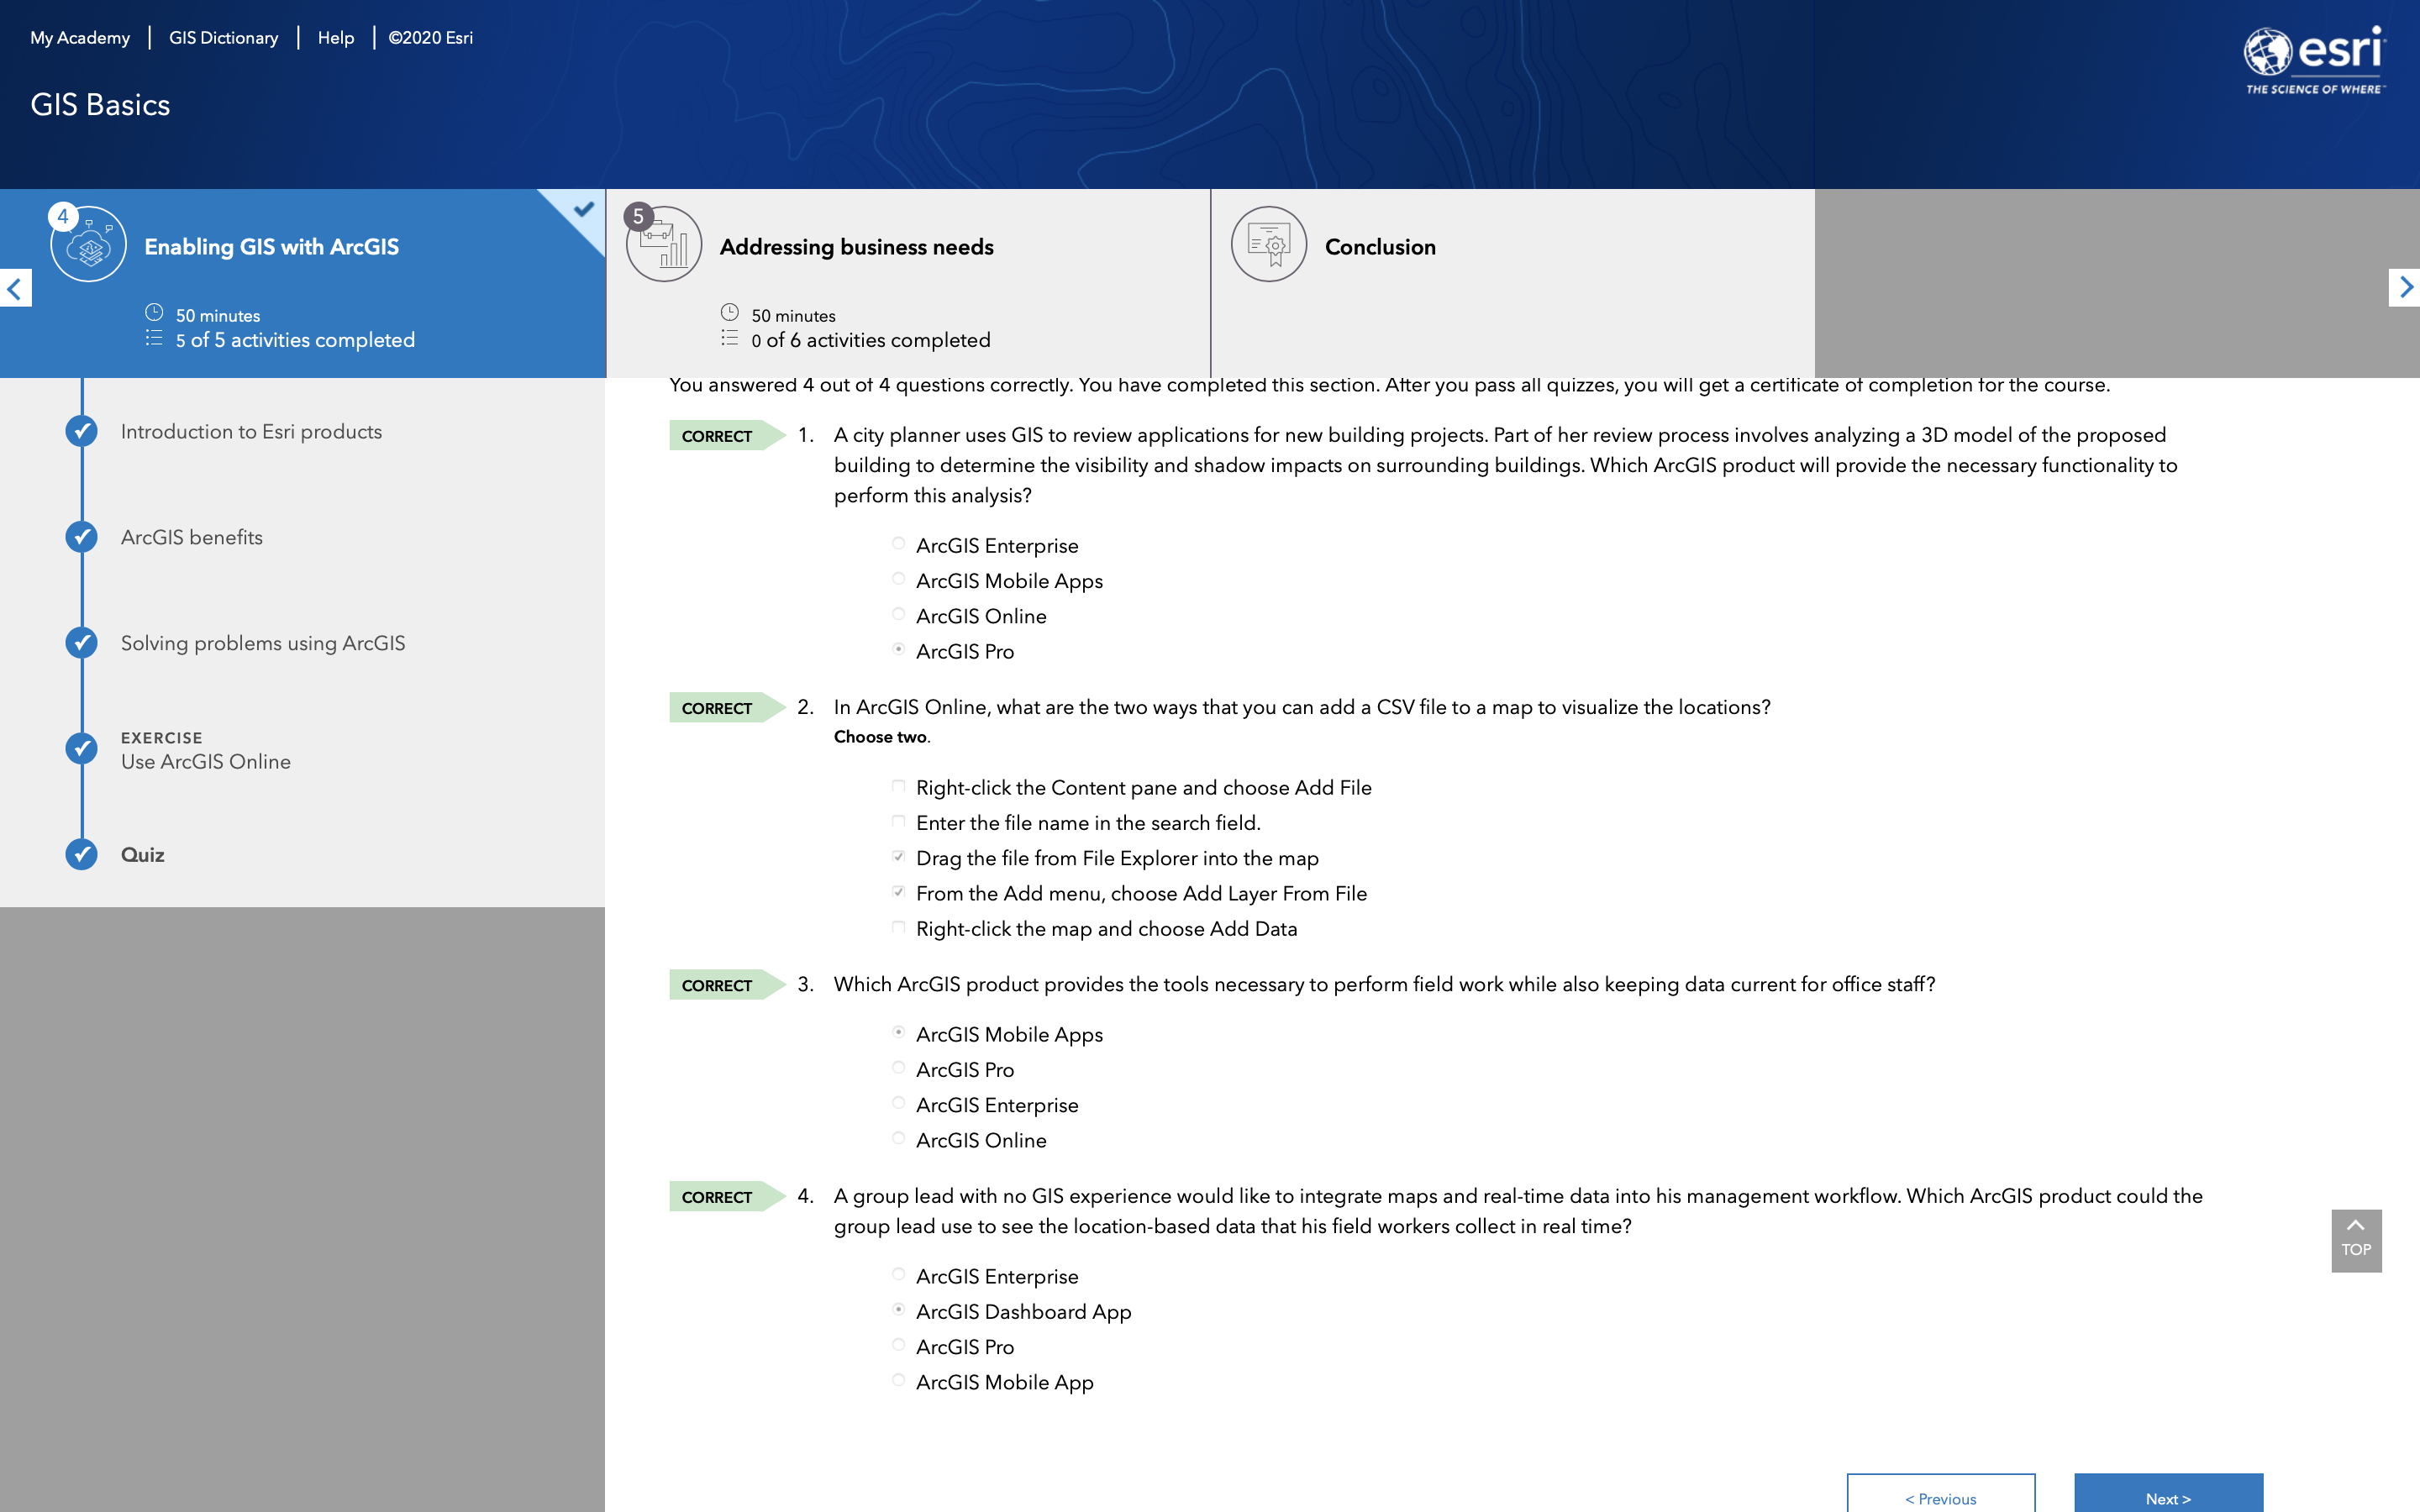 My Academy | GIS Dictionary | Help | ©2020 Esri
esri
THE SCIENCE OF WHERE™
GIS Basics
4
Enabling GIS with ArcGIS
50 minutes
5 of 5 activities completed
5
Addressing business needs
50 minutes
0 of 6 activities completed
Conclusion
Introduction to Esri products
ArcGIS benefits
Solving problems using ArcGIS
EXERCISE
Use ArcGIS Online
Quiz
You answered 4 out of 4 questions correctly. You have completed this section. After you pass all quizzes, you will get a certificate of completion for the course.
CORRECT 1. A city planner uses GIS to review applications for new building projects. Part of her review process involves analyzing a 3D model of the proposed
building to determine the visibility and shadow impacts on surrounding buildings. Which ArcGIS product will provide the necessary functionality to
perform this analysis?
ArcGIS Enterprise
ArcGIS Mobile Apps
ArcGIS Online
ArcGIS Pro
CORRECT 2. In ArcGIS Online, what are the two ways that you can add a CSV file to a map to visualize the locations?
Choose two.
Right-click the Content pane and choose Add File
Enter the file name in the search field.
Drag the file from File Explorer into the map
From the Add menu, choose Add Layer From File
Right-click the map and choose Add Data
CORRECT 3. Which ArcGIS product provides the tools necessary to perform field work while also keeping data current for office staff?
ArcGIS Mobile Apps
ArcGIS Pro
ArcGIS Enterprise
ArcGIS Online
CORRECT 4. A group lead with no GIS experience would like to integrate maps and real-time data into his management workflow. Which ArcGIS product could the
group lead use to see the location-based data that his field workers collect in real time?
ArcGIS Enterprise
ArcGIS Dashboard App
ArcGIS Pro
ArcGIS Mobile App
TOP
< Previous
Next >